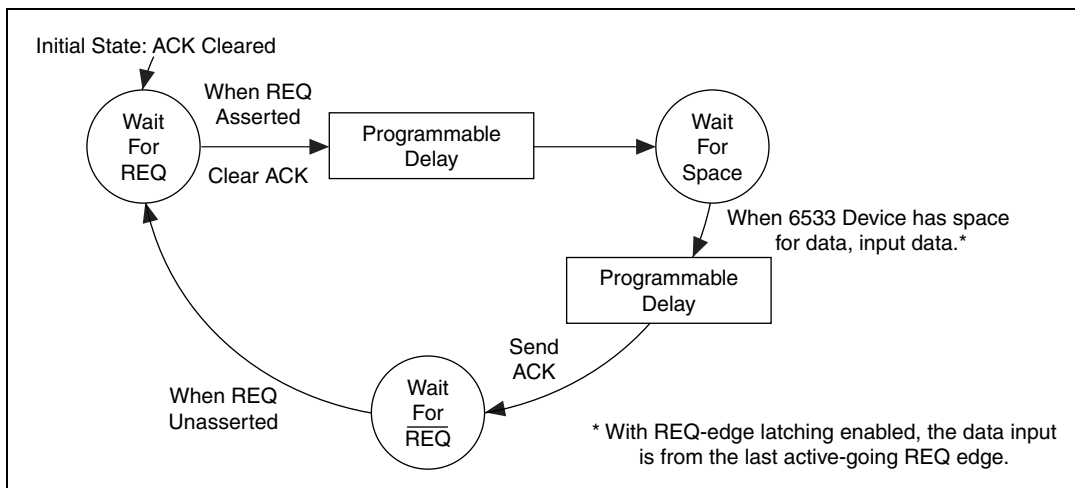 Initial State: ACK Cleared
Wait
For
REQ
When REQ
Asserted
Clear ACK
Programmable
Delay
Wait
For
Space
When 6533 Device has space
for data, input data.*
Programmable
Delay
Send
ACK
Wait
For
R̅E̅Q̅
When REQ
Unasserted
* With REQ-edge latching enabled, the data input
is from the last active-going REQ edge.